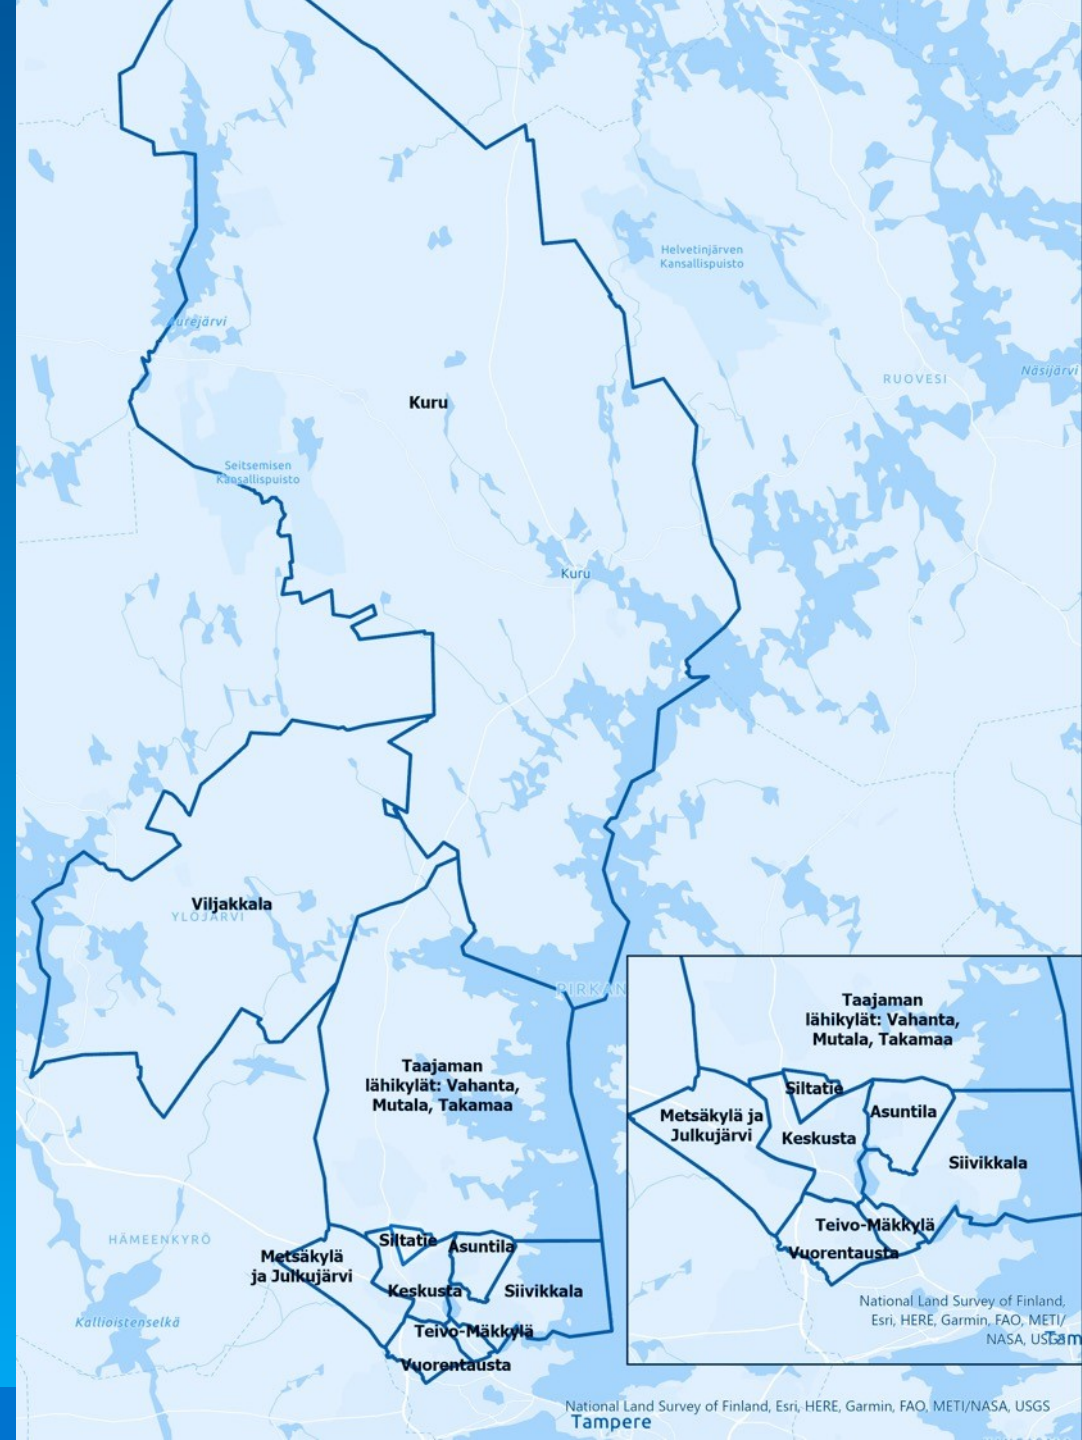 Helvetinjärven
Kansallispuisto
Aurejärvi
RUOVESI
Näsijärvi
Kuru
Seitsemisen
Kansallispuisto
Kuru
Viljakkala
YLÖJÄRVI
PIRKAN
Taajaman
lähikylät: Vahanta,
Mutala, Takamaa
HÄMEENKYRÖ
Siltatie
Asuntila
Metsäkylä
ja Julkujärvi
Keskusta
Siivikkala
Kallioistenselkä
Teivo-Mäkkylä
Vuorentausta
Taajaman
lähikylät: Vahanta,
Mutala, Takamaa
Siltatie
Metsäkylä ja
Julkujärvi
Asuntila
Keskusta
Siivikkala
Teivo-Mäkkylä
Vuorentausta
National Land Survey of Finland,
Esri, HERE, Garmin, FAO, METI/
NASA, USGS
Tam
National Land Survey of Finland, Esri, HERE, Garmin, FAO, METI/NASA, USGS
Tampere